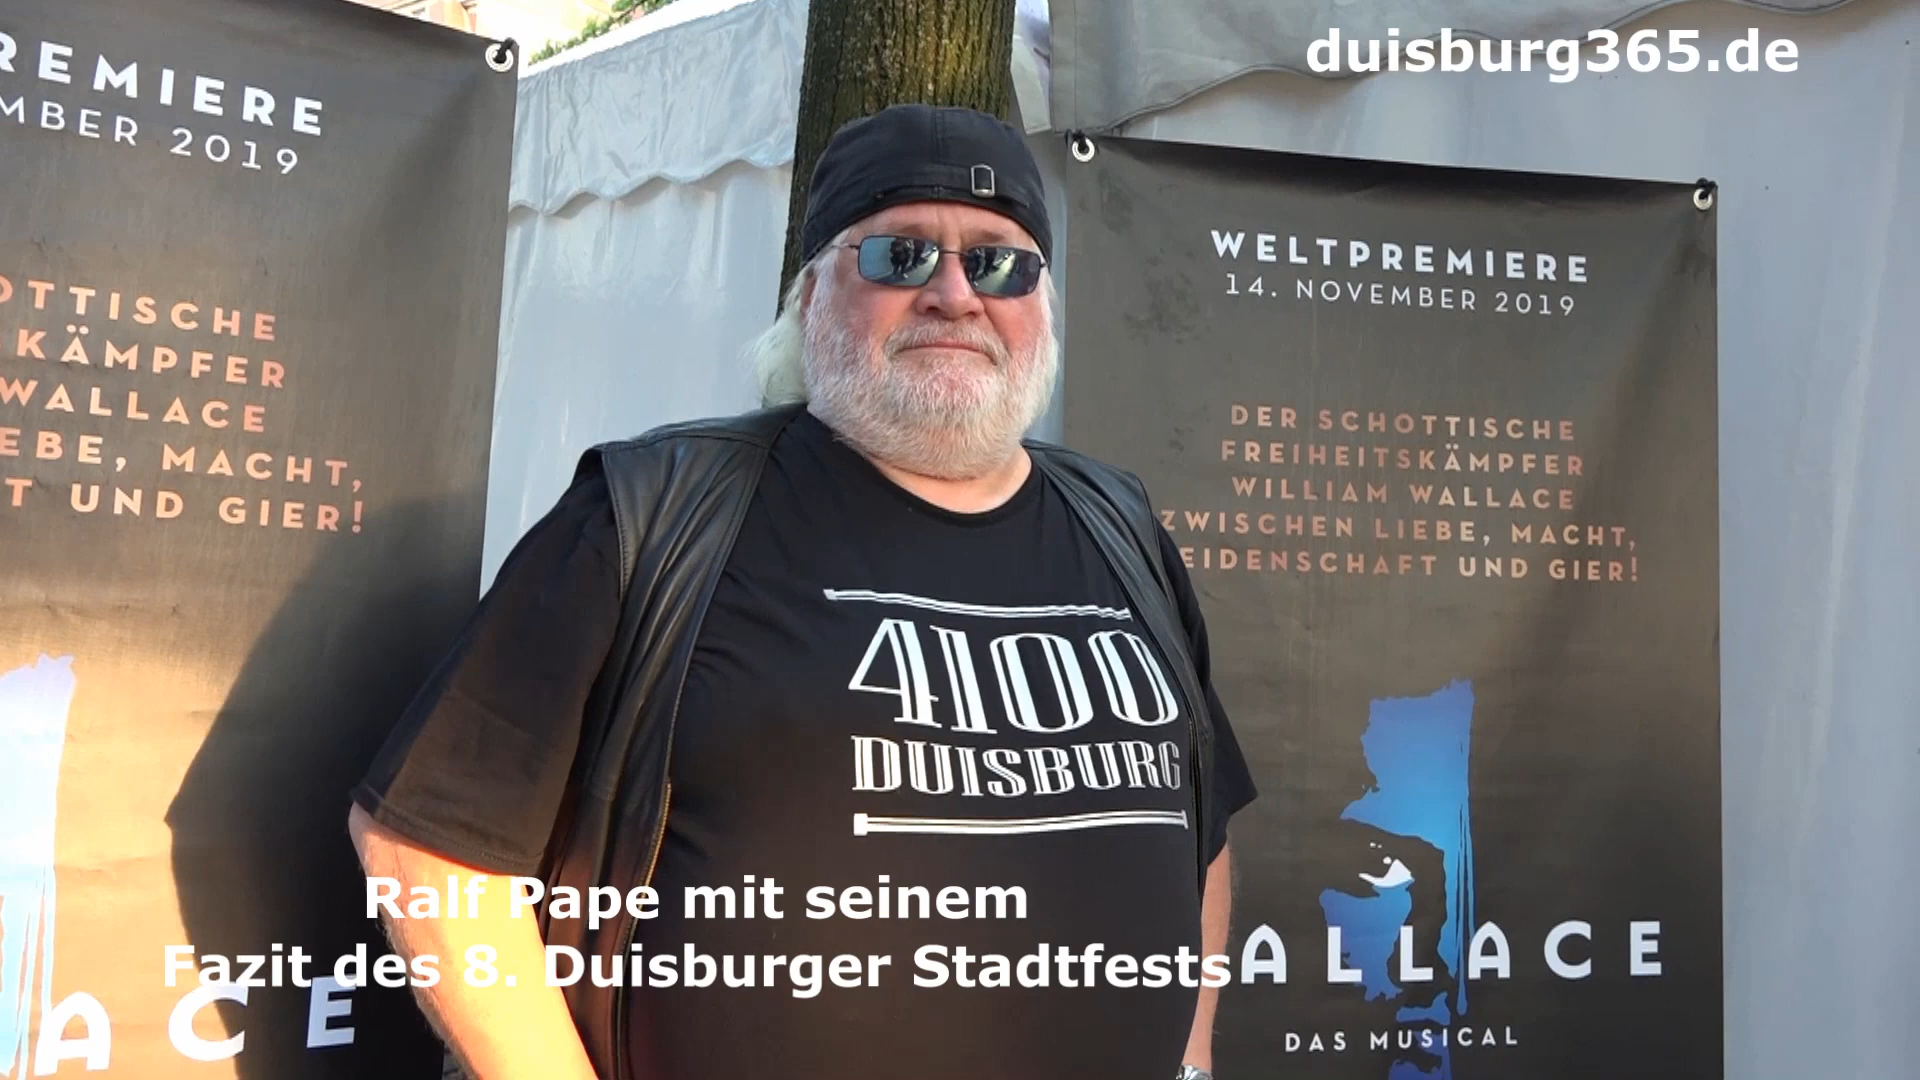 duisburg365.de
REMIERE
MBER 2019
OTTISCHE
KÄMPFER
WALLACE
EBE, MACHT,
T UND GIER!
ACE
WELTPREMIERE
14. NOVEMBER 2019
DER SCHOTTISCHE
FREIHEITSKÄMPFER
WILLIAM WALLACE
ZWISCHEN LIEBE, MACHT,
EIDENSCHAFT UND GIER!
ALLACE
DAS MUSICAL
4100
DUISBURG
Ralf Pape mit seinem
Fazit des 8. Duisburger Stadtfests